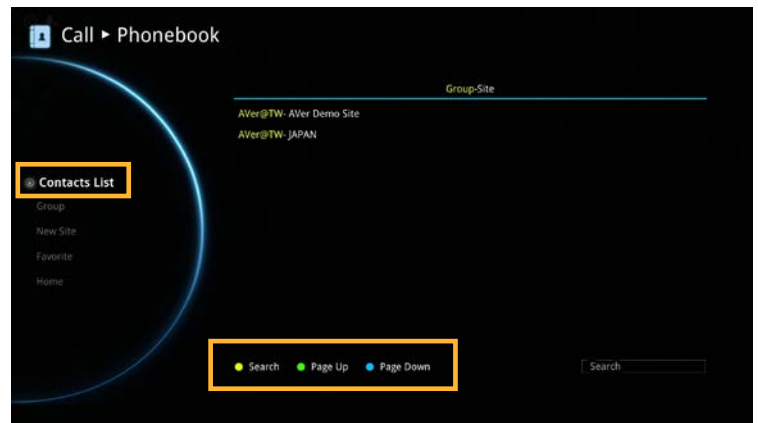 Call ▸ Phonebook
Group-Site
AVer@TW- AVer Demo Site
AVer@TW- JAPAN
Contacts List
Group
New Site
Favorite
Home
Search Page Up Page Down
Search